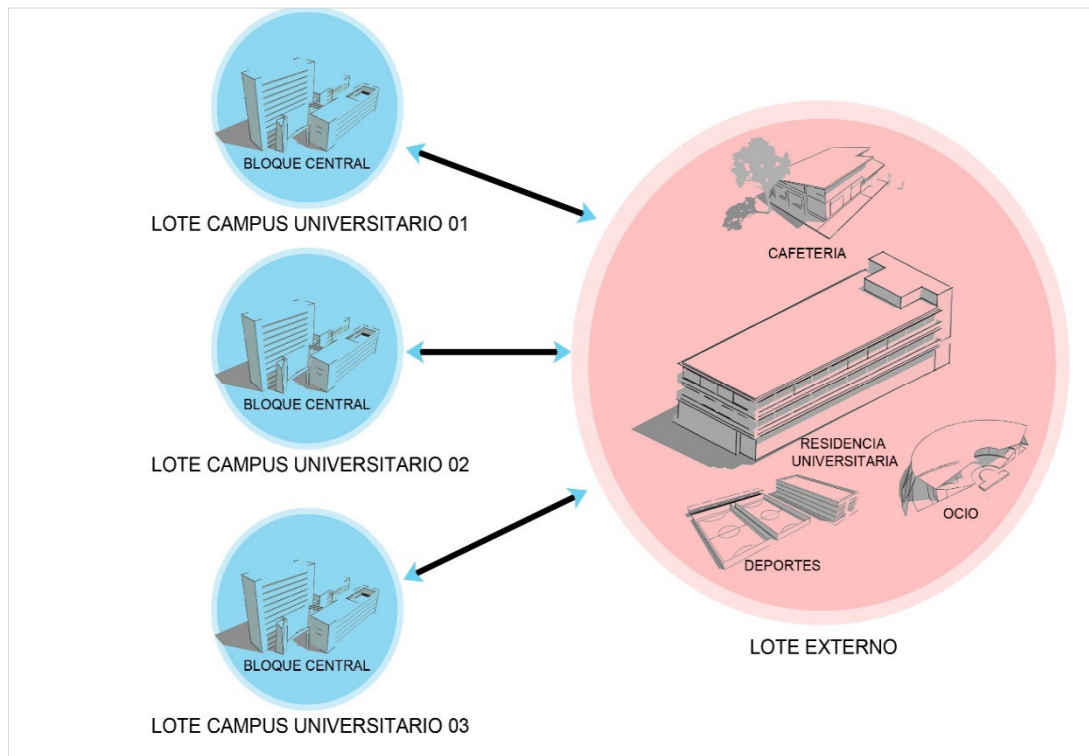 BLOQUE CENTRAL
LOTE CAMPUS UNIVERSITARIO 01
BLOQUE CENTRAL
LOTE CAMPUS UNIVERSITARIO 02
BLOQUE CENTRAL
LOTE CAMPUS UNIVERSITARIO 03
CAFETERIA
RESIDENCIA
UNIVERSITARIA
OCIO
DEPORTES
LOTE EXTERNO